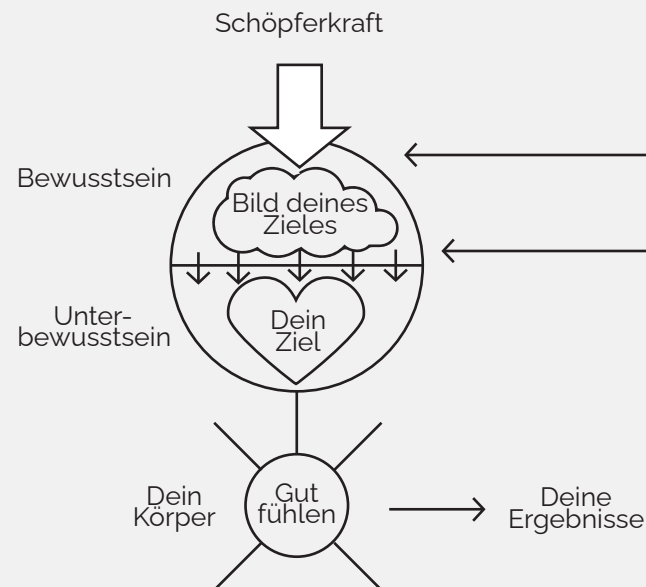 Schöpferkraft
Bewusstsein
Bild deines
Zieles
Unter-
bewusstsein
Dein
Ziel
Dein
Körper
Gut
fühlen
Deine
Ergebnisse